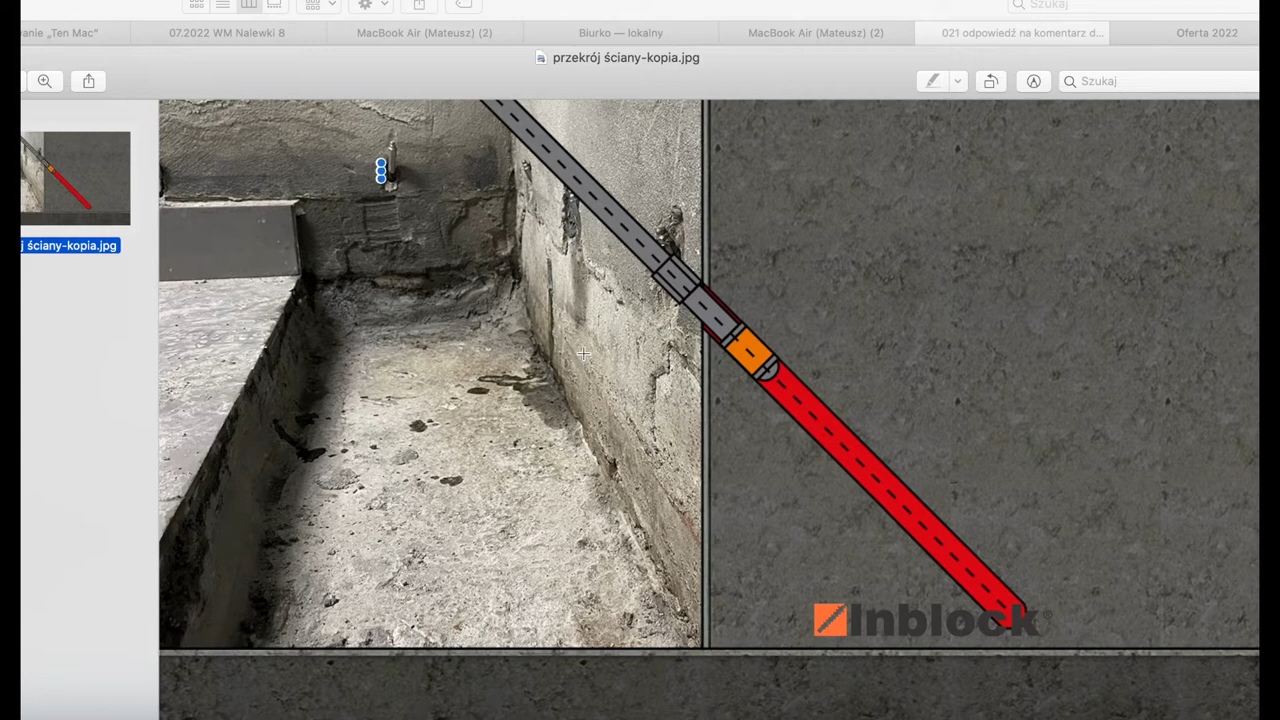 Szukaj
anie „Ten Mac”
07.2022 WM Nalewki 8
MacBook Air (Mateusz) (2)
Biurko — lokalny
MacBook Air (Mateusz) (2)
021 odpowiedź na komentarz d...
Oferta 2022
przekrój ściany-kopia.jpg
Szukaj
j ściany-kopia.jpg
Inblock®